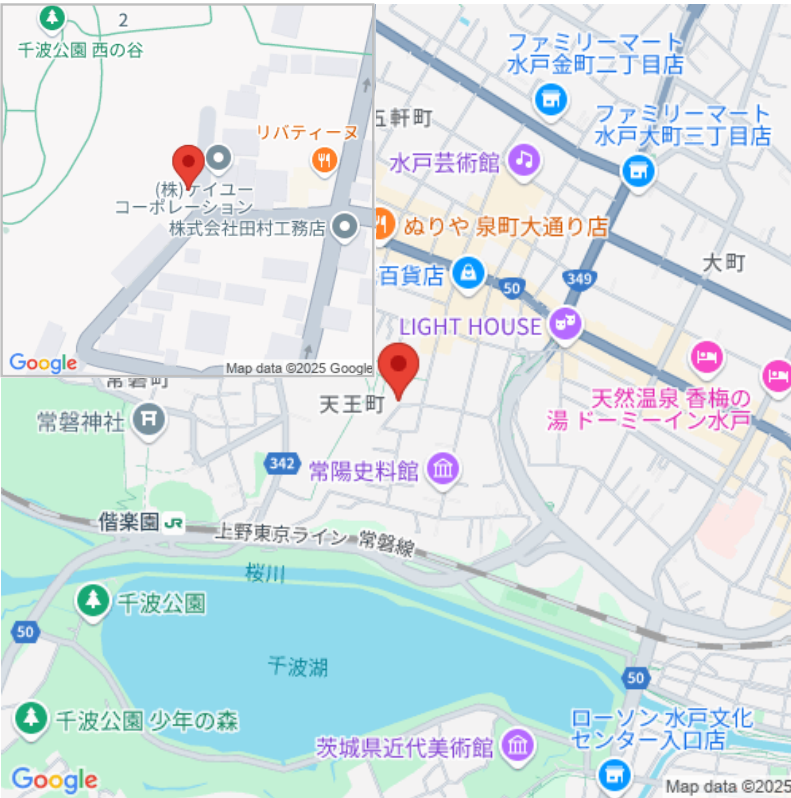 2
千波公園 西の谷
リバティーヌ
(株)ケイユー
コーポレーション
株式会社田村工務店
Google
Map data ©2025 Google
ファミリーマート
水戸金町二丁目店
五軒町
ファミリーマート
水戸大町三丁目店
水戸芸術館
ぬりや 泉町大通り店
大町
百貨店
50
349
LIGHT HOUSE
天然温泉 香梅の
湯 ドーミーイン水戸
常磐町
天王町
常磐神社
342
常陽史料館
偕楽園
JR
上野東京ライン 常磐線
桜川
千波公園
50
千波湖
50
千波公園 少年の森
ローソン 水戸文化
センター入口店
茨城県近代美術館
Google
Map data ©2025